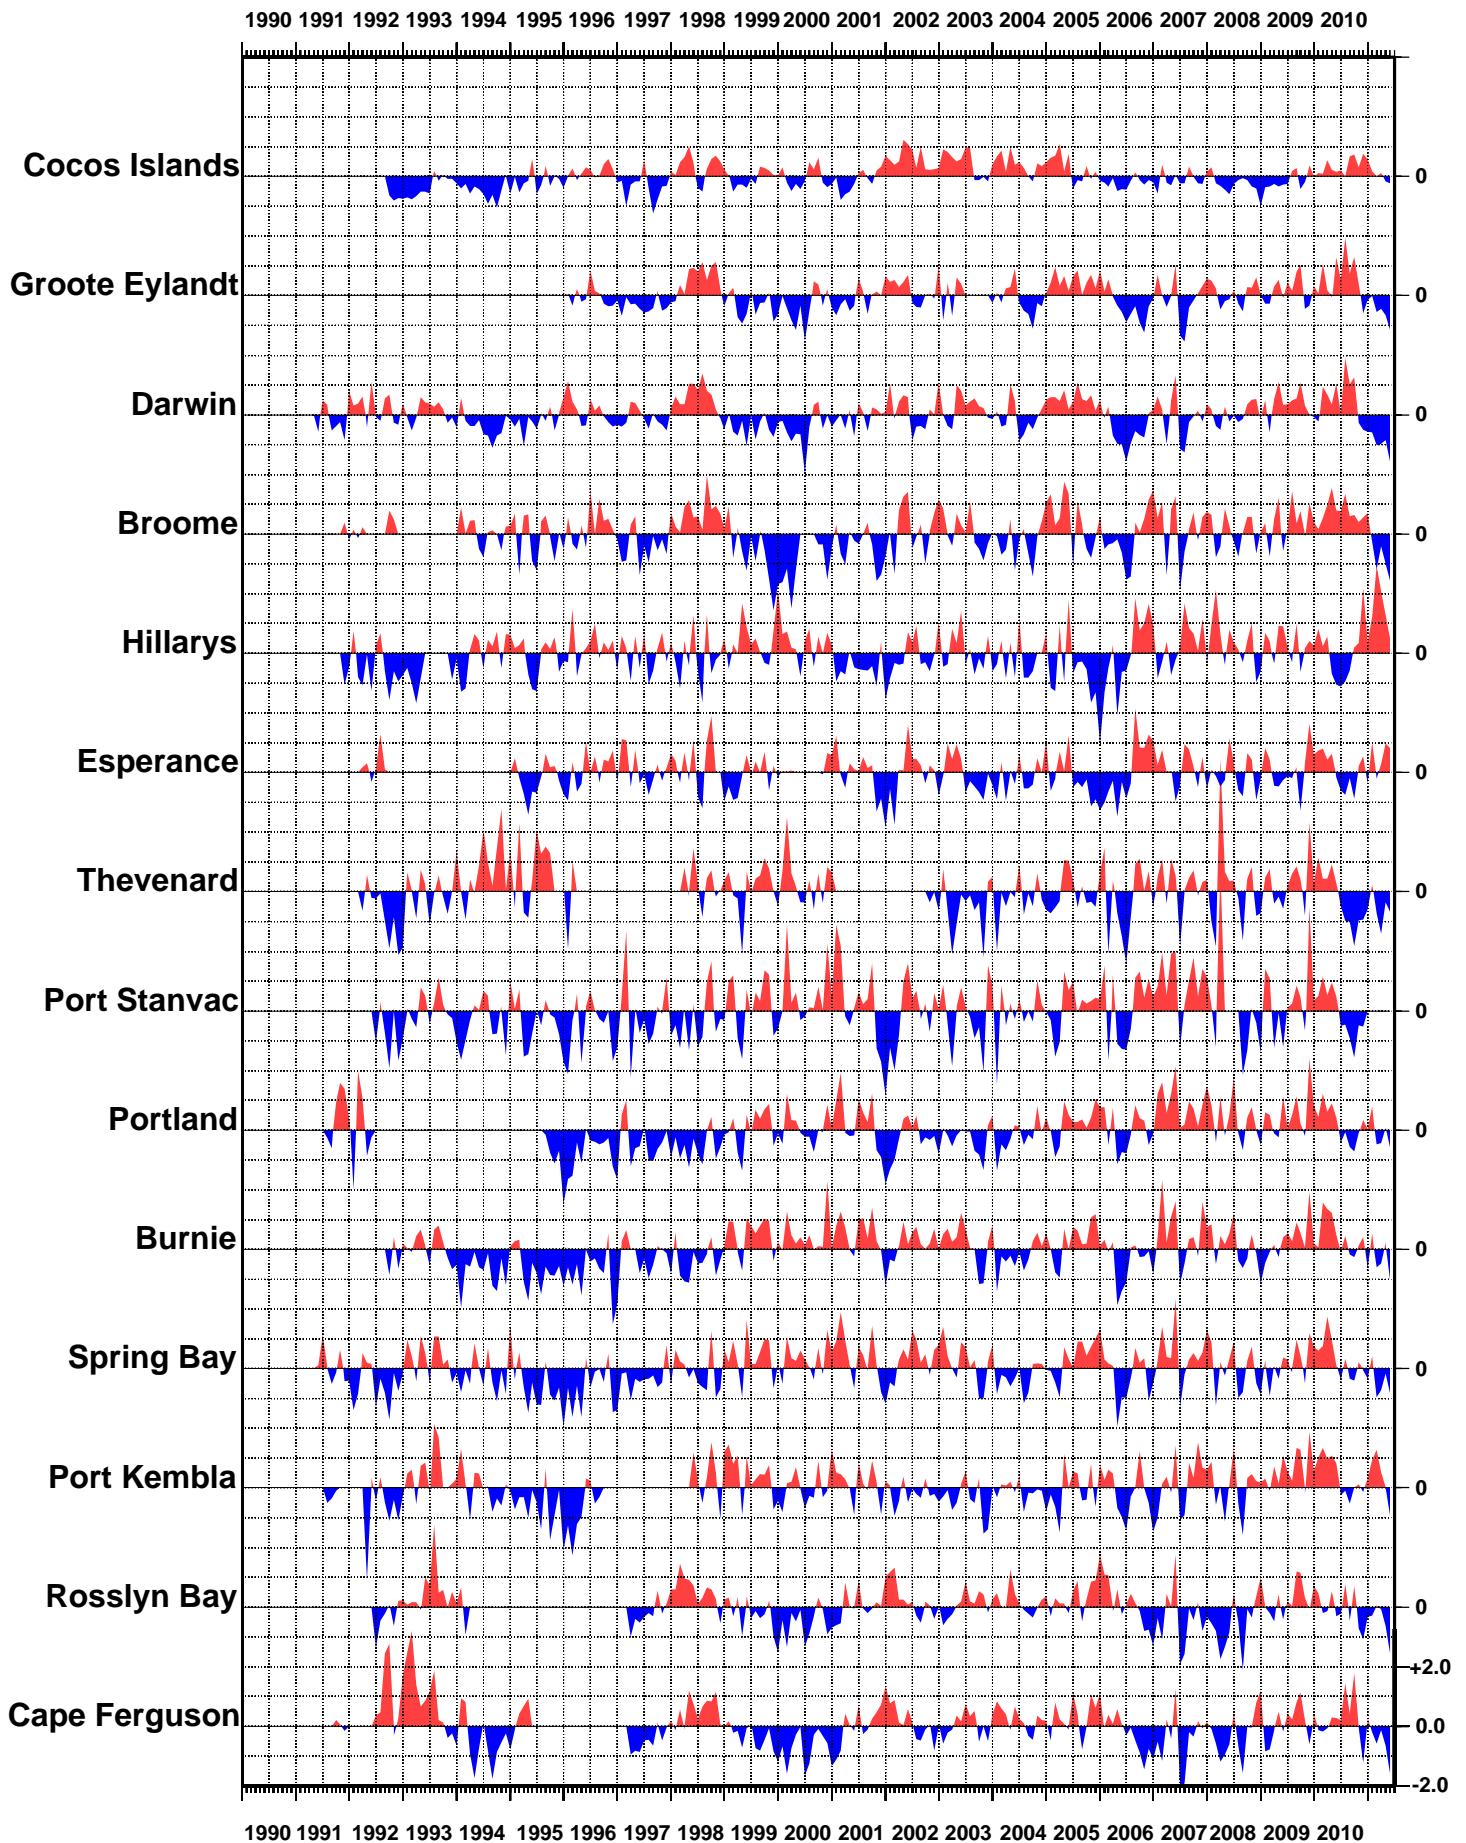 1990 1991 1992 1993 1994 1995 1996 1997 1998 1999 2000 2001 2002 2003 2004 2005 2006 2007 2008 2009 2010
Cocos Islands 0
Groote Eylandt 0
Darwin 0
Broome 0
Hillarys 0
Esperance 0
Thevenard 0
Port Stanvac 0
Portland 0
Burnie 0
Spring Bay 0
Port Kembla 0
Rosslyn Bay 0
+2.0
Cape Ferguson 0.0
-2.0
1990 1991 1992 1993 1994 1995 1996 1997 1998 1999 2000 2001 2002 2003 2004 2005 2006 2007 2008 2009 2010